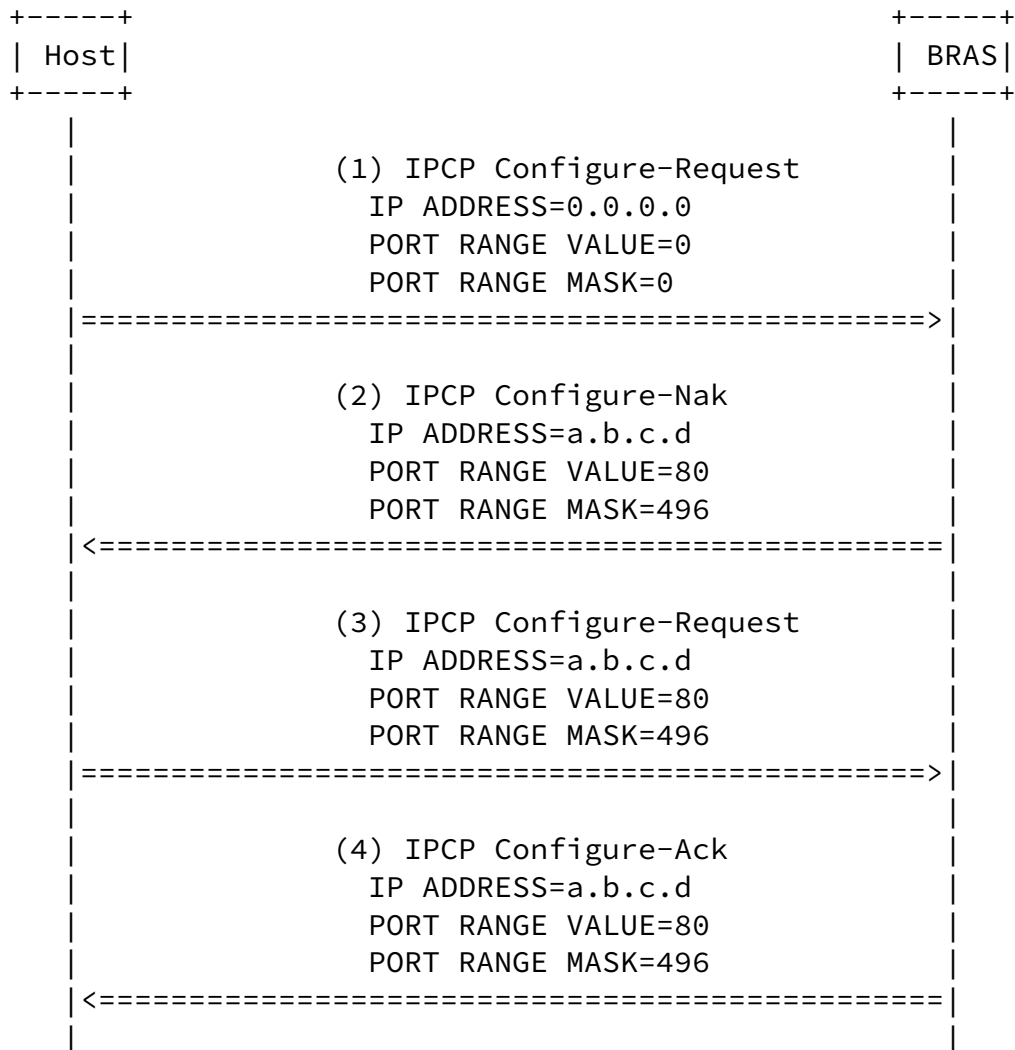 +-----+ +-----+
| Host| | BRAS|
+-----+ +-----+
| |
| (1) IPCP Configure-Request |
| IP ADDRESS=0.0.0.0 |
| PORT RANGE VALUE=0 |
| PORT RANGE MASK=0 |
|===============================================>|
| |
| (2) IPCP Configure-Nak |
| IP ADDRESS=a.b.c.d |
| PORT RANGE VALUE=80 |
| PORT RANGE MASK=496 |
|<===============================================|
| |
| (3) IPCP Configure-Request |
| IP ADDRESS=a.b.c.d |
| PORT RANGE VALUE=80 |
| PORT RANGE MASK=496 |
|===============================================>|
| |
| (4) IPCP Configure-Ack |
| IP ADDRESS=a.b.c.d |
| PORT RANGE VALUE=80 |
| PORT RANGE MASK=496 |
|<===============================================|
| |